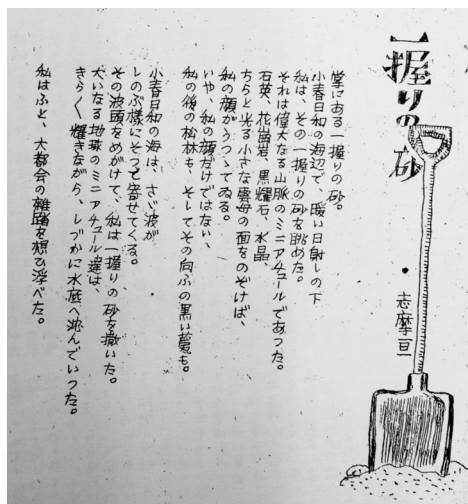 一握りの砂
・志摩亘
掌にある一握りの砂。
小春日和の海辺で、暖い日射しの下
私は、その一握りの砂を眺めた。
それは偉大なる山脈のミニアチュールであつた。
石英、花崗岩、黒耀石、水晶、
ちらと光る小さな雲母の面をのぞけば、
私の顔がうつつてゐる。
いや、私の顔だけではない、
私の後の松林も、そしてその向ふの黒い甍も。
小春日和の海は、さゞ波が
しのぶ様にそつと寄せてくる。
その波頭をめがけて、私は一握りの砂を撒いた。
大いなる地球のミニアチュール達は、
きら〱輝きながら、しづかに水底へ沈んでいつた。
私はふと、大都会の雑踏を想ひ浮べた。